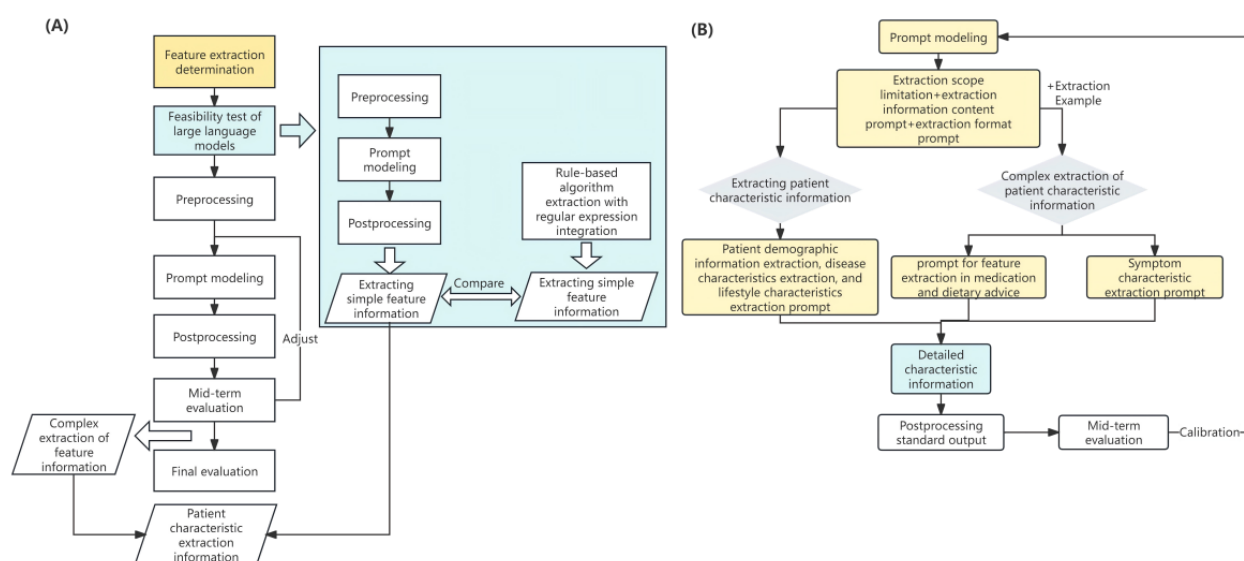 (A)
Feature extraction
determination
Feasibility test of
large language
models
Preprocessing
Prompt modeling
Postprocessing
Adjust
Mid-term
evaluation
Complex
extraction of
feature
information
Final evaluation
Patient
characteristic
extraction
information
Preprocessing
Prompt
modeling
Postprocessing
Rule-based
algorithm
extraction with
regular expression
integration
Extracting
simple feature
information
Compare
Extracting simple
feature
information
(B)
Prompt modeling
Extraction scope
limitation+extraction
information content
prompt+extraction format
prompt
+Extraction
Example
Extracting patient
characteristic information
Complex extraction of
patient characteristic
information
Patient demographic
information extraction, disease
characteristics extraction, and
lifestyle characteristics
extraction prompt
prompt for feature
extraction in medication
and dietary advice
Symptom
characteristic
extraction prompt
Detailed
characteristic
information
Postprocessing
standard output
Mid-term
evaluation
Calibration